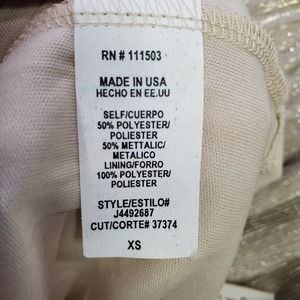 RN # 111503
MADE IN USA
HECHO EN EE.UU
SELF/CUERPO
50% POLYESTER/
POLIESTER
50% METTALIC/
METALICO
LINING/FORRO
100% POLYESTER/
POLIESTER
STYLE/ESTILO#
J4492687
CUT/CORTE# 37374
XS